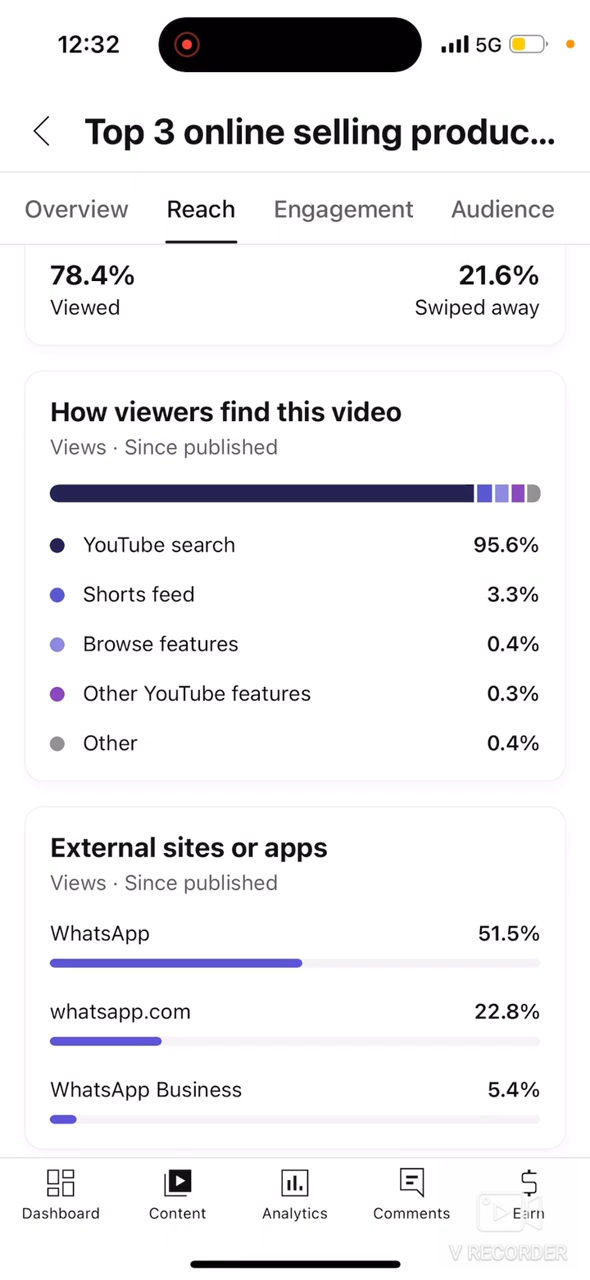 12:32
5G
Top 3 online selling produc...
Overview Reach Engagement Audience
78.4% 21.6%
Viewed Swiped away
How viewers find this video
Views · Since published
YouTube search 95.6%
Shorts feed 3.3%
Browse features 0.4%
Other YouTube features 0.3%
Other 0.4%
External sites or apps
Views · Since published
WhatsApp 51.5%
whatsapp.com 22.8%
WhatsApp Business 5.4%
Dashboard Content Analytics Comments Earn
V RECORDER